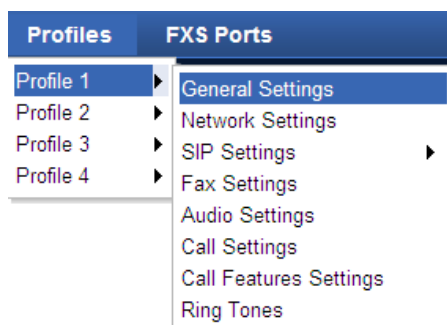 Profiles FXS Ports
Profile 1
Profile 2
Profile 3
Profile 4
General Settings
Network Settings
SIP Settings
Fax Settings
Audio Settings
Call Settings
Call Features Settings
Ring Tones